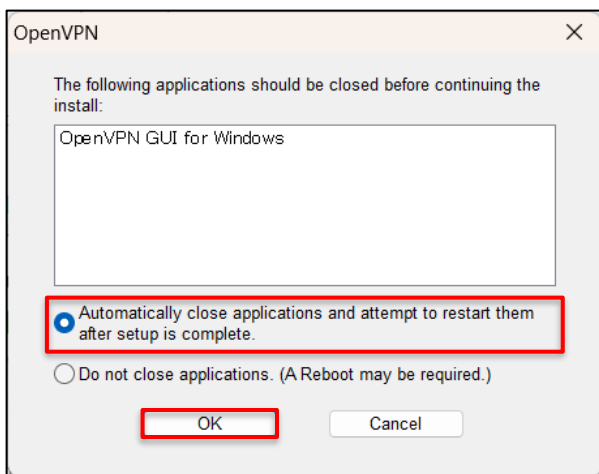 OpenVPN
The following applications should be closed before continuing the
install:
OpenVPN GUI for Windows
Automatically close applications and attempt to restart them
after setup is complete.
Do not close applications. (A Reboot may be required.)
OK
Cancel